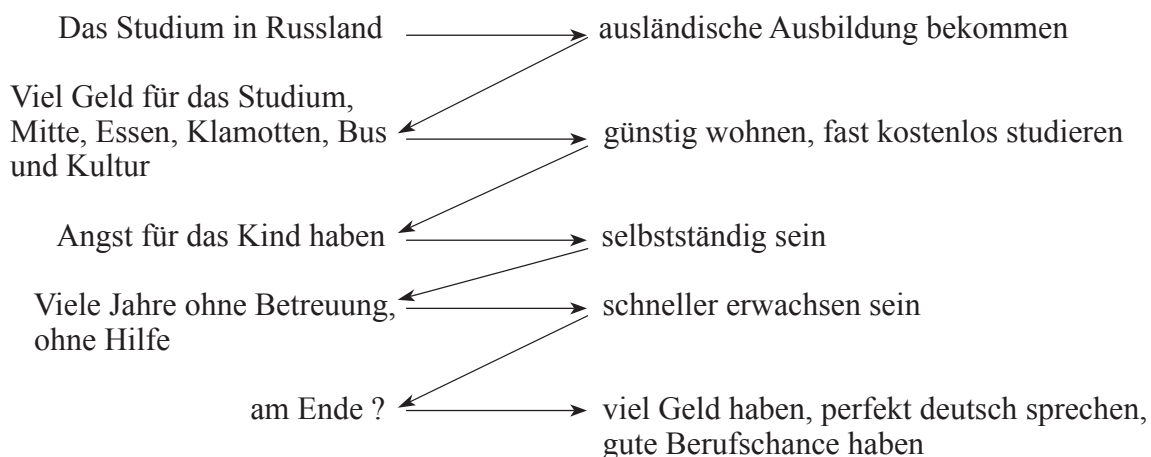 Das Studium in Russland
ausländische Ausbildung bekommen
Viel Geld für das Studium,
Mitte, Essen, Klamotten, Bus
und Kultur
günstig wohnen, fast kostenlos studieren
Angst für das Kind haben
selbstständig sein
Viele Jahre ohne Betreuung,
ohne Hilfe
schneller erwachsen sein
am Ende ?
viel Geld haben, perfekt deutsch sprechen,
gute Berufschance haben